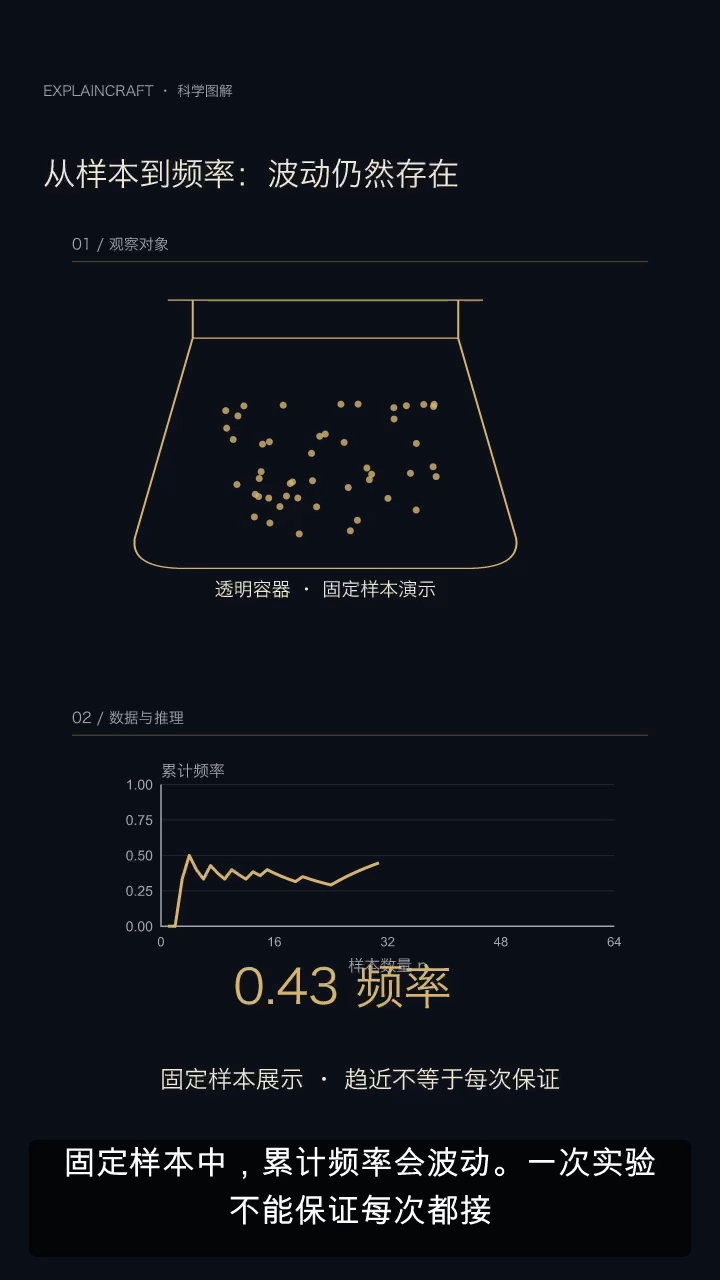 EXPLAINCRAFT · 科学图解
从样本到频率：波动仍然存在
01 / 观察对象
透明容器 · 固定样本演示
02 / 数据与推理
累计频率
1.00
0.75
0.50
0.25
0.00
0 16 32 48 64
样本数量 n
0.43 频率
固定样本展示 · 趋近不等于每次保证
固定样本中，累计频率会波动。一次实验
不能保证每次都接